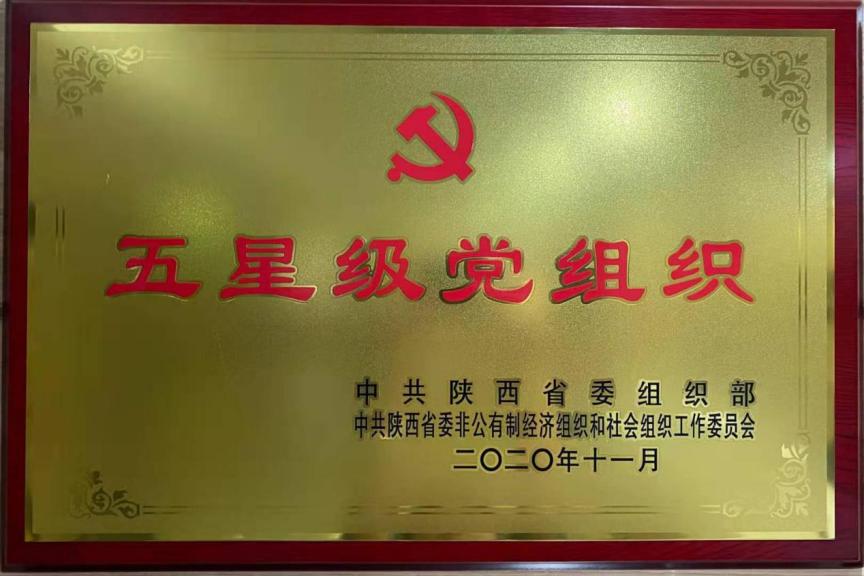 五星级党组织
中共陕西省委组织部
中共陕西省委非公有制经济组织和社会组织工作委员会
二〇二〇年十一月